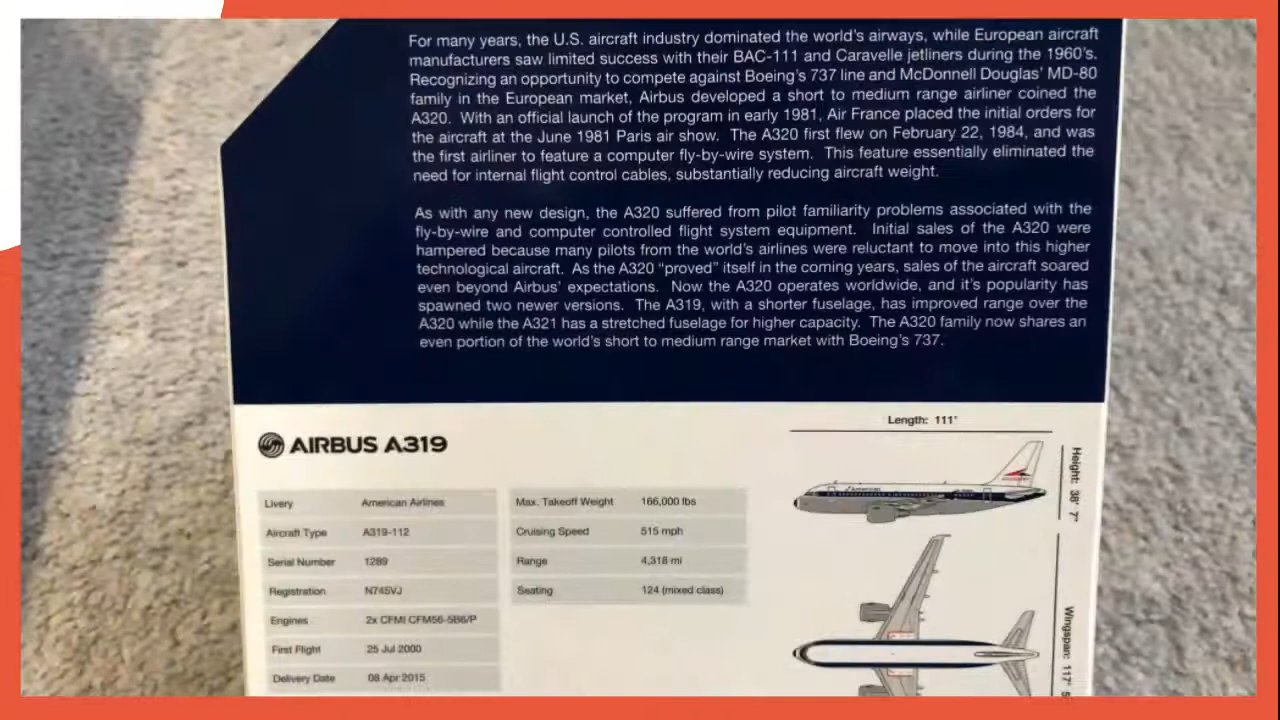 For many years, the U.S. aircraft industry dominated the world's airways, while European aircraft
manufacturers saw limited success with their BAC-111 and Caravelle jetliners during the 1960's.
Recognizing an opportunity to compete against Boeing's 737 line and McDonnell Douglas' MD-80
family in the European market, Airbus developed a short to medium range airliner coined the
A320. With an official launch of the program in early 1981, Air France placed the initial orders for
the aircraft at the June 1981 Paris air show. The A320 first flew on February 22, 1984, and was
the first airliner to feature a computer fly-by-wire system. This feature essentially eliminated the
need for internal flight control cables, substantially reducing aircraft weight.
As with any new design, the A320 suffered from pilot familiarity problems associated with the
fly-by-wire and computer controlled flight system equipment. Initial sales of the A320 were
hampered because many pilots from the world's airlines were reluctant to move into this higher
technological aircraft. As the A320 "proved" itself in the coming years, sales of the aircraft soared
even beyond Airbus' expectations. Now the A320 operates worldwide, and it's popularity has
spawned two newer versions. The A319, with a shorter fuselage, has improved range over the
A320 while the A321 has a stretched fuselage for higher capacity. The A320 family now shares an
even portion of the world's short to medium range market with Boeing's 737.
AIRBUS A319
Livery American Airlines
Aircraft Type A319-112
Serial Number 1289
Registration N745VJ
Engines 2x CFMI CFM56-5B6/P
First Flight 25 Jul 2000
Delivery Date 08 Apr 2015
Max. Takeoff Weight 166,000 lbs
Cruising Speed 515 mph
Range 4,318 mi
Seating 124 (mixed class)
Length: 111'
Height: 38' 7"
American
Wingspan: 117'